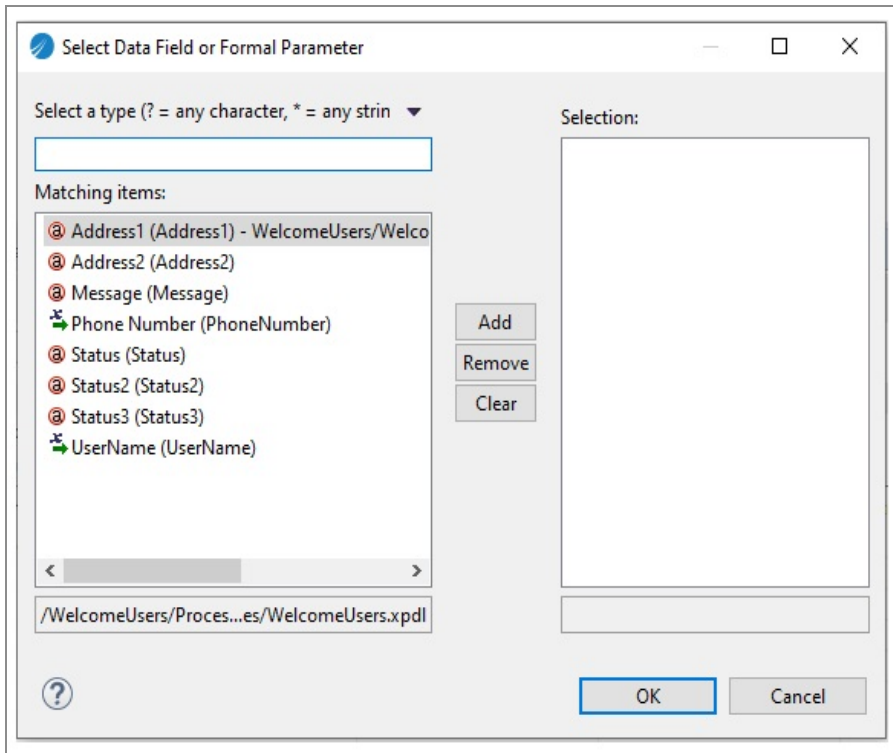 Select Data Field or Formal Parameter
Select a type (? = any character, * = any strin
Selection:
Matching items:
Address1 (Address1) - WelcomeUsers/Welco
Address2 (Address2)
Message (Message)
Phone Number (PhoneNumber)
Status (Status)
Status2 (Status2)
Status3 (Status3)
UserName (UserName)
Add
Remove
Clear
/WelcomeUsers/Proces...es/WelcomeUsers.xpdl
OK
Cancel